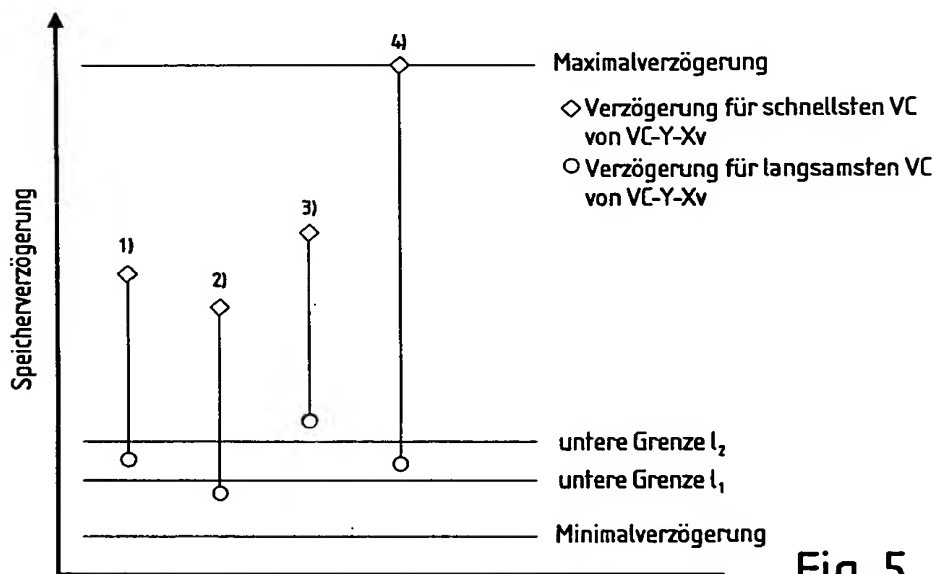 4)
Maximalverzögerung
◇ Verzögerung für schnellsten VC
von VC-Y-Xv
○ Verzögerung für langsamsten VC
von VC-Y-Xv
3)
1)
2)
Speicherverzögerung
untere Grenze l₂
untere Grenze l₁
Minimalverzögerung
Fig. 5